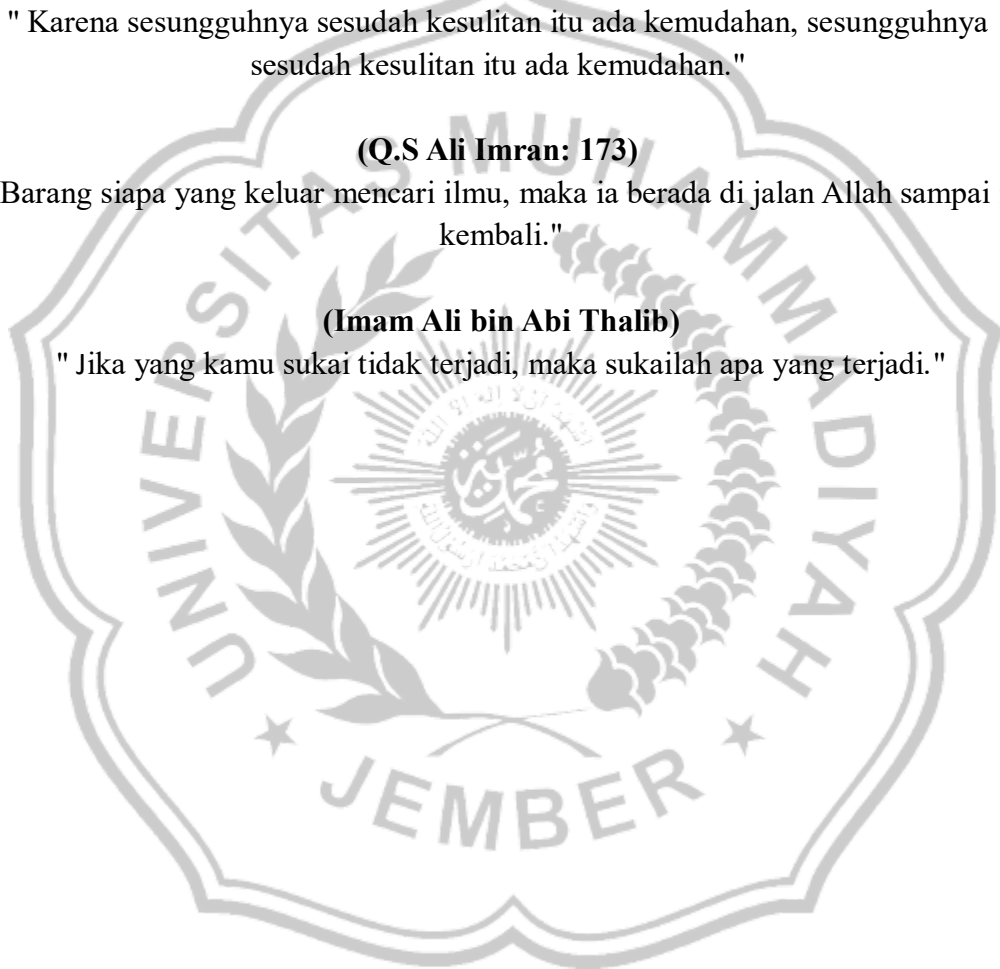 " Karena sesungguhnya sesudah kesulitan itu ada kemudahan, sesungguhnya
sesudah kesulitan itu ada kemudahan."
(Q.S Ali Imran: 173)
Barang siapa yang keluar mencari ilmu, maka ia berada di jalan Allah sampai
kembali."
(Imam Ali bin Abi Thalib)
" Jika yang kamu sukai tidak terjadi, maka sukailah apa yang terjadi."
UNIVERSITAS MUHAMMADIYAH
JEMBER